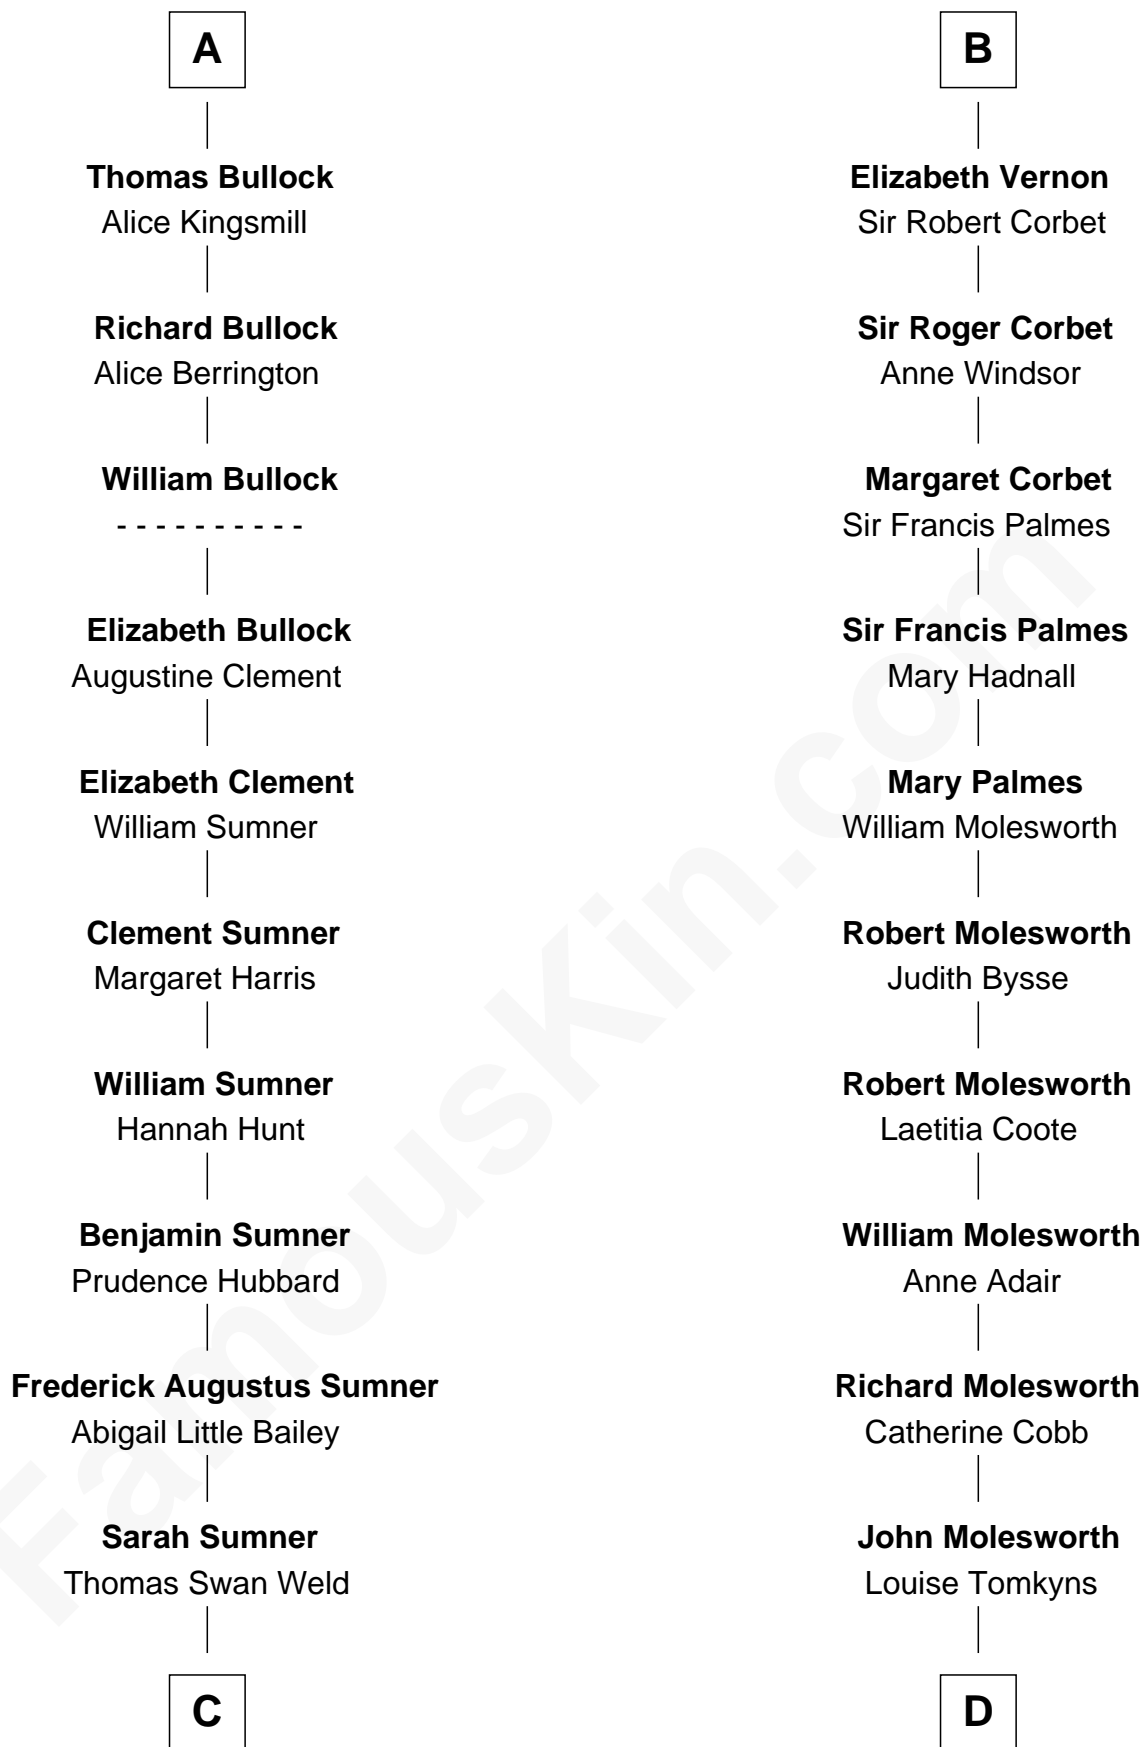 A
Thomas Bullock
Alice Kingsmill
Richard Bullock
Alice Berrington
William Bullock
- - - - - - - - - -
Elizabeth Bullock
Augustine Clement
Elizabeth Clement
William Sumner
Clement Sumner
Margaret Harris
William Sumner
Hannah Hunt
Benjamin Sumner
Prudence Hubbard
Frederick Augustus Sumner
Abigail Little Bailey
Sarah Sumner
Thomas Swan Weld
C
B
Elizabeth Vernon
Sir Robert Corbet
Sir Roger Corbet
Anne Windsor
Margaret Corbet
Sir Francis Palmes
Sir Francis Palmes
Mary Hadnall
Mary Palmes
William Molesworth
Robert Molesworth
Judith Bysse
Robert Molesworth
Laetitia Coote
William Molesworth
Anne Adair
Richard Molesworth
Catherine Cobb
John Molesworth
Louise Tomkyns
D
FamousKin.com